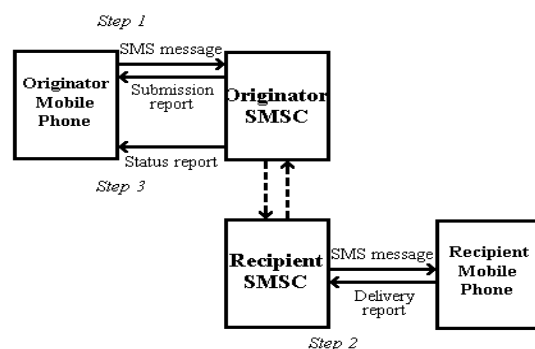 Step 1
SMS message
Originator
Mobile
Phone
Submission
report
Originator
SMSC
Status report
Step 3
Recipient
SMSC
SMS message
Delivery
report
Recipient
Mobile
Phone
Step 2